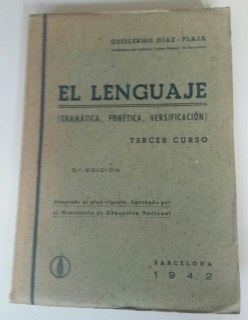 GUILLERMO DÍAZ-PLAJA
EL LENGUAJE
(GRAMÁTICA, FONÉTICA, VERSIFICACIÓN)
TERCER CURSO
3.ª EDICIÓN
Adaptado al plan vigente. Aprobado por
el Ministerio de Educación Nacional
BARCELONA
1942